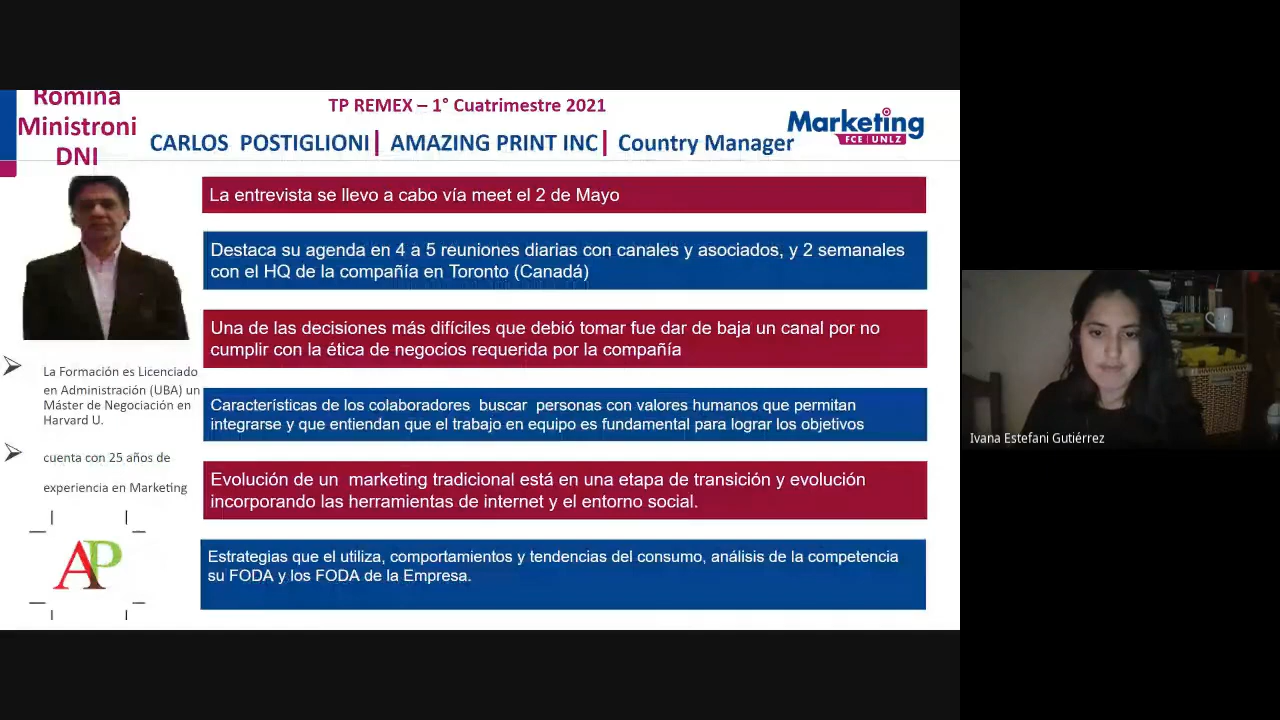 Romina
Ministroni
DNI
TP REMEX – 1° Cuatrimestre 2021
CARLOS POSTIGLIONI| AMAZING PRINT INC| Country Manager
Marketing
FCE UNLZ
La entrevista se llevo a cabo vía meet el 2 de Mayo
Destaca su agenda en 4 a 5 reuniones diarias con canales y asociados, y 2 semanales
con el HQ de la compañía en Toronto (Canadá)
Una de las decisiones más difíciles que debió tomar fue dar de baja un canal por no
cumplir con la ética de negocios requerida por la compañía
La Formación es Licenciado
en Administración (UBA) un
Máster de Negociación en
Harvard U.
cuenta con 25 años de
experiencia en Marketing
AP
Características de los colaboradores buscar personas con valores humanos que permitan
integrarse y que entiendan que el trabajo en equipo es fundamental para lograr los objetivos
Evolución de un marketing tradicional está en una etapa de transición y evolución
incorporando las herramientas de internet y el entorno social.
Estrategias que el utiliza, comportamientos y tendencias del consumo, análisis de la competencia
su FODA y los FODA de la Empresa.
Ivana Estefani Gutiérrez